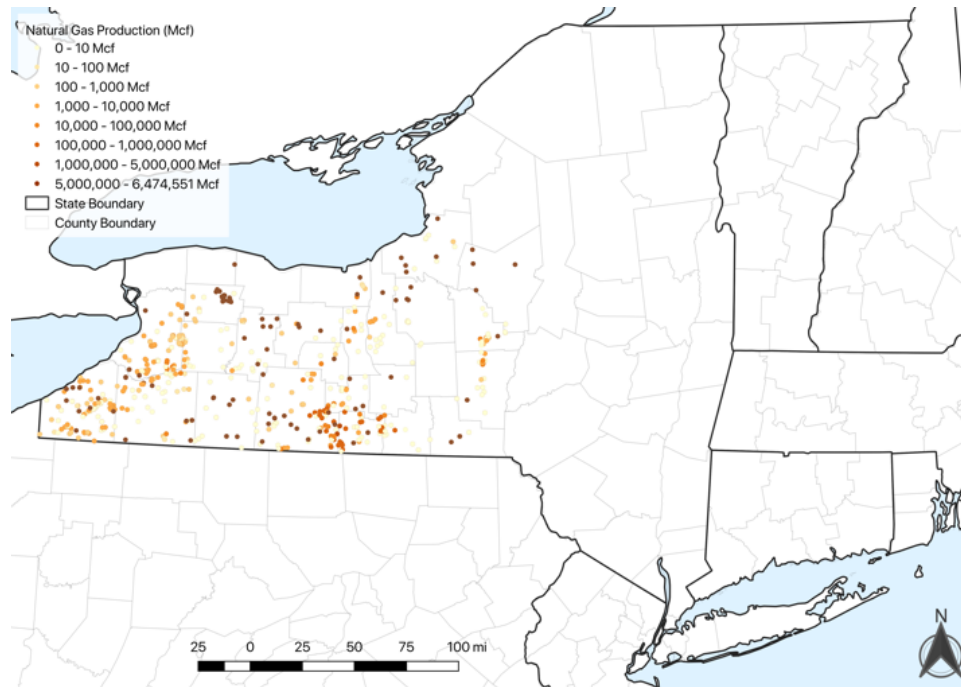 Natural Gas Production (Mcf)
0 - 10 Mcf
10 - 100 Mcf
100 - 1,000 Mcf
1,000 - 10,000 Mcf
10,000 - 100,000 Mcf
100,000 - 1,000,000 Mcf
1,000,000 - 5,000,000 Mcf
5,000,000 - 6,474,551 Mcf
State Boundary
County Boundary
N
25 0 25 50 75 100 mi